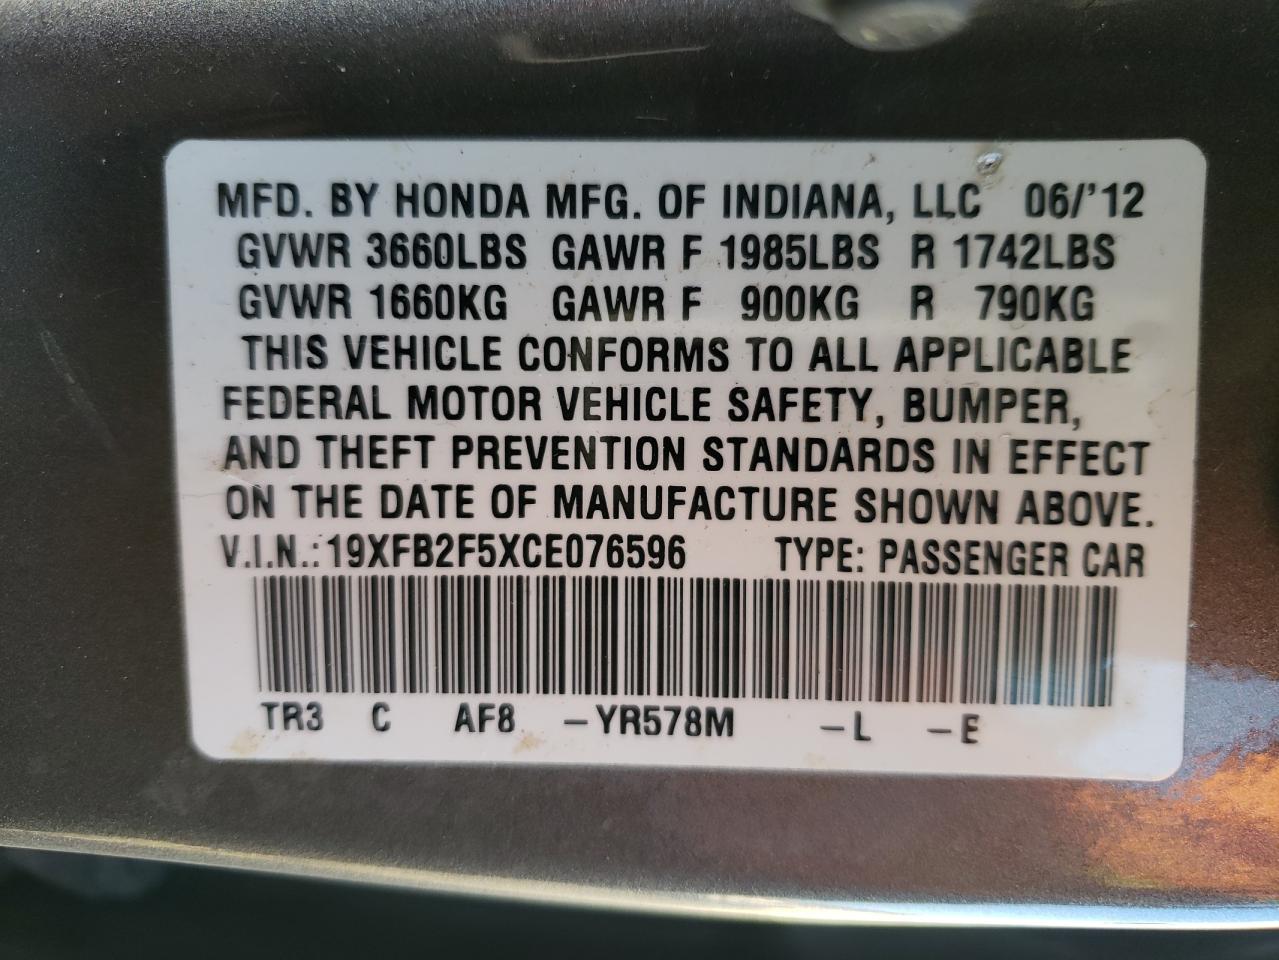 MFD. BY HONDA MFG. OF INDIANA, LLC 06/'12
GVWR 3660LBS GAWR F 1985LBS R 1742LBS
GVWR 1660KG GAWR F 900KG R 790KG
THIS VEHICLE CONFORMS TO ALL APPLICABLE
FEDERAL MOTOR VEHICLE SAFETY, BUMPER,
AND THEFT PREVENTION STANDARDS IN EFFECT
ON THE DATE OF MANUFACTURE SHOWN ABOVE.
V.I.N.: 19XFB2F5XCE076596 TYPE: PASSENGER CAR
TR3 C AF8 -YR578M -L -E